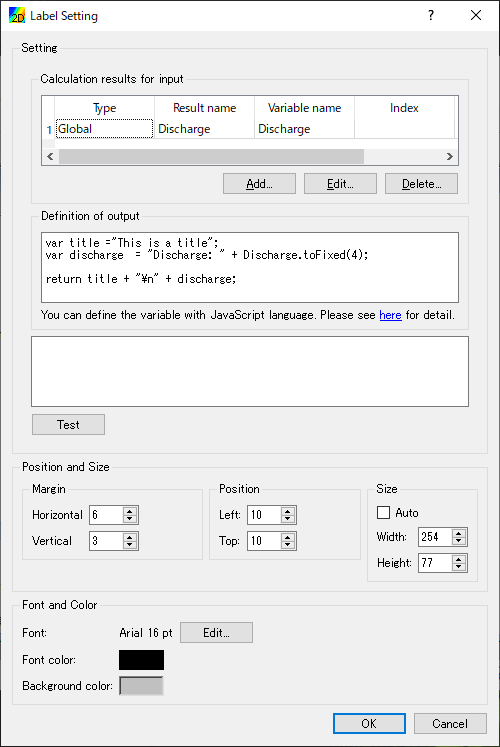 2D Label Setting ? ×
Setting
Calculation results for input
Type Result name Variable name Index
1 Global Discharge Discharge
Add... Edit... Delete...
Definition of output
var title ="This is a title";
var discharge  = "Discharge: " + Discharge.toFixed(4);
return title + "¥n" + discharge;
You can define the variable with JavaScript language. Please see here for detail.
Test
Position and Size
Margin Position Size
Horizontal 6 Left: 10 Auto
Vertical 3 Top: 10 Width: 254
Height: 77
Font and Color
Font: Arial 16 pt Edit...
Font color:
Background color:
OK Cancel